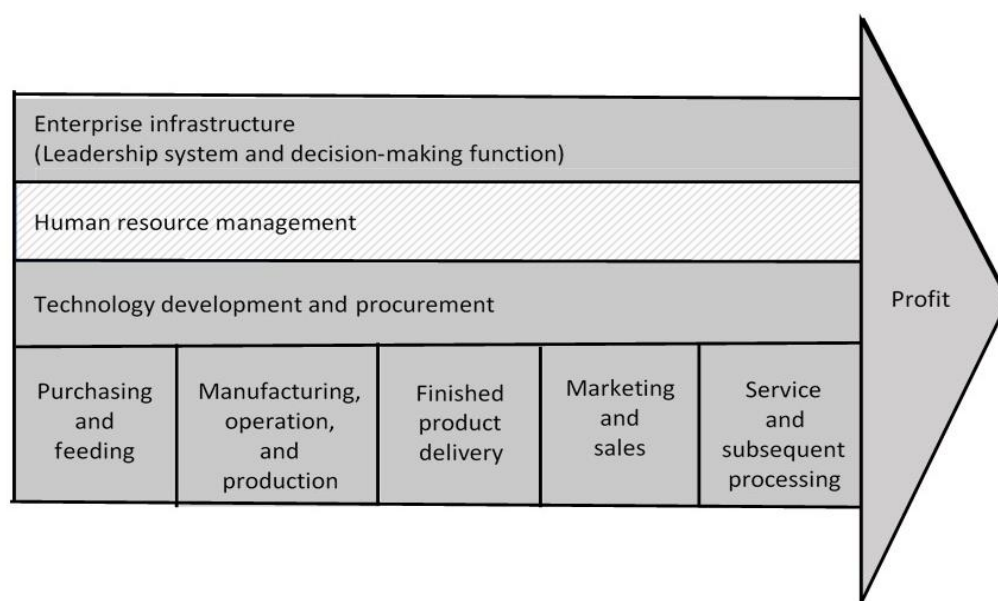 Enterprise infrastructure
(Leadership system and decision-making function)
Human resource management
Technology development and procurement
Profit
Purchasing
and
feeding
Manufacturing,
operation,
and
production
Finished
product
delivery
Marketing
and
sales
Service
and
subsequent
processing